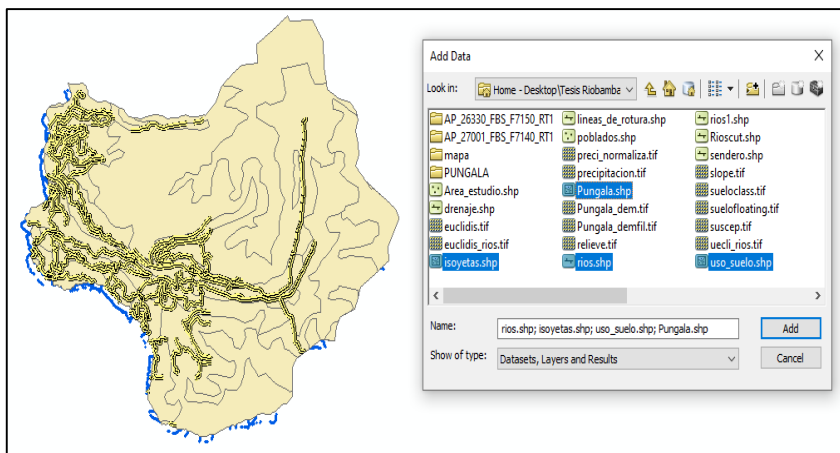 Add Data
Look in: Home - Desktop\Tesis Riobamba
AP_26330_FBS_F7150_RT1
AP_27001_FBS_F7140_RT1
mapa
PUNGALA
Area_estudio.shp
drenaje.shp
euclidis.tif
euclidis_rios.tif
isoyetas.shp
lineas_de_rotura.shp
poblados.shp
preci_normaliza.tif
precipitacion.tif
Pungala.shp
Pungala_dem.tif
Pungala_demfil.tif
relieve.tif
rios.shp
rios1.shp
Rioscut.shp
sendero.shp
slope.tif
sueloclass.tif
suelofloating.tif
suscep.tif
uecli_rios.tif
uso_suelo.shp
Name: rios.shp; isoyetas.shp; uso_suelo.shp; Pungala.shp
Add
Show of type: Datasets, Layers and Results
Cancel